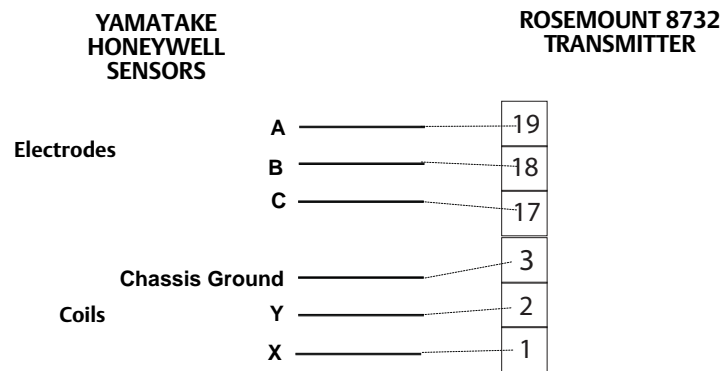 YAMATAKE
HONEYWELL
SENSORS
ROSEMOUNT 8732
TRANSMITTER
Electrodes
A
19
B
18
C
17
Chassis Ground
3
Coils
Y
2
X
1